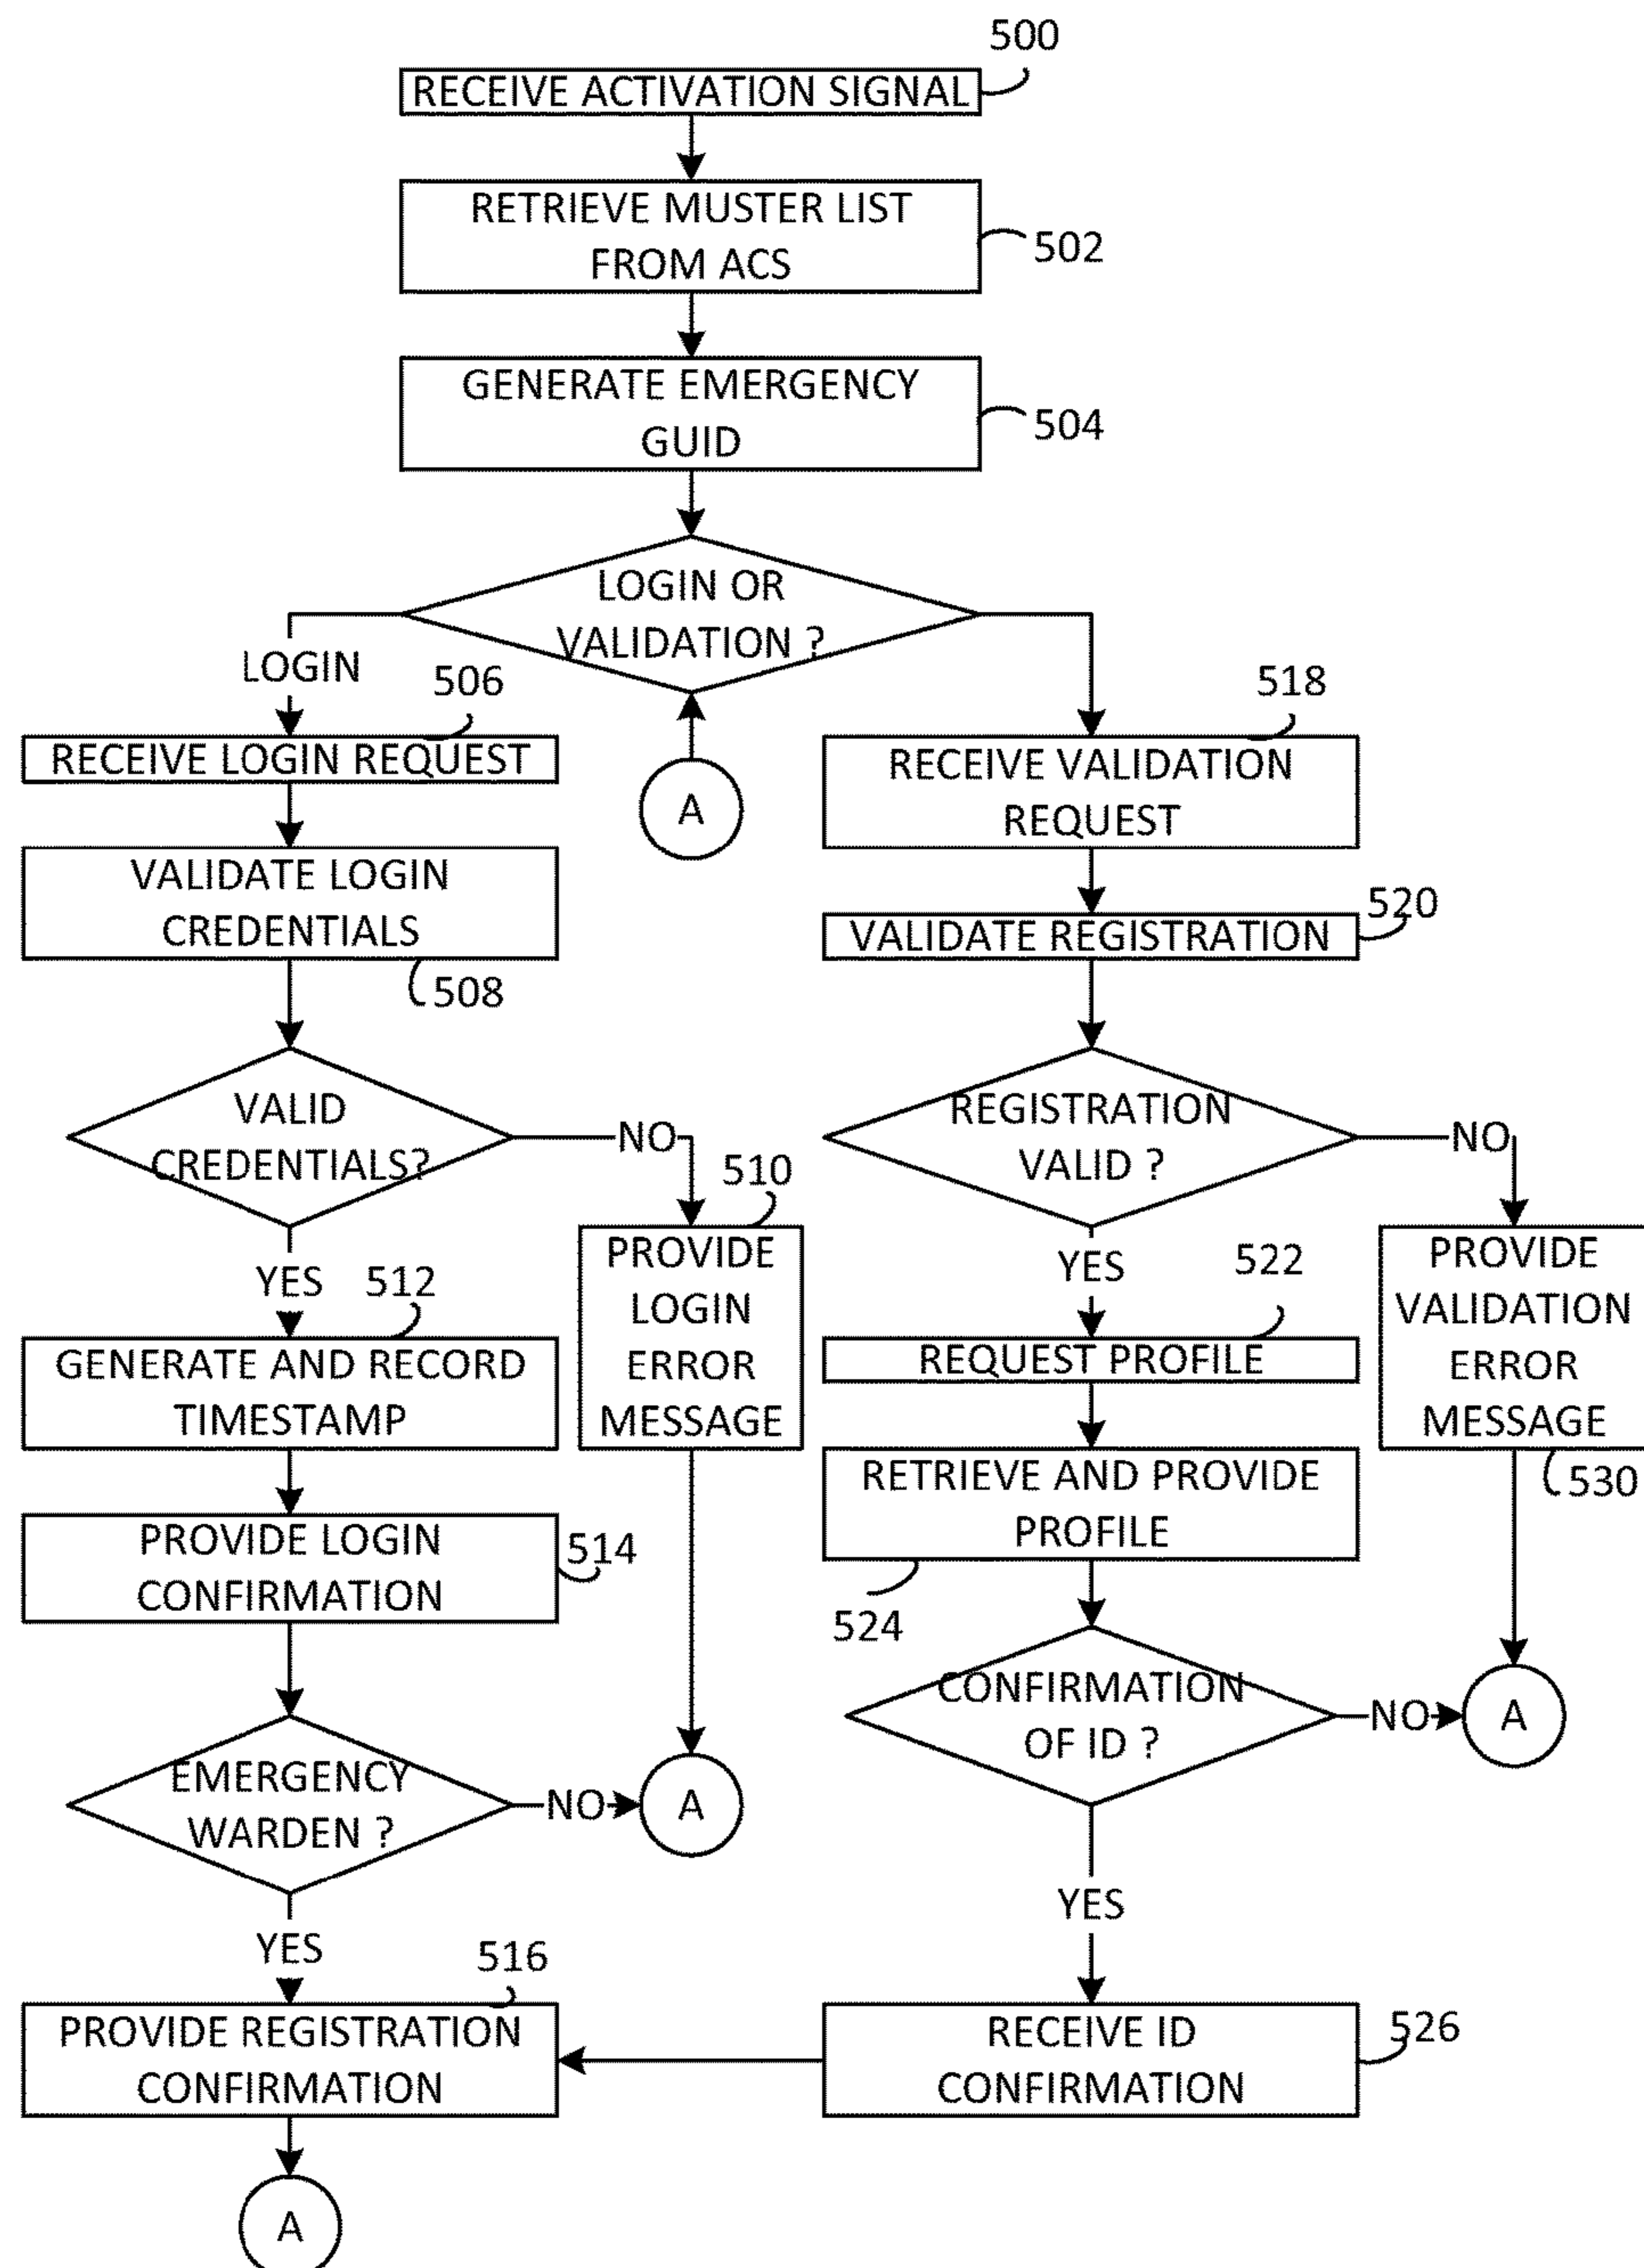 500
RECEIVE ACTIVATION SIGNAL
RETRIEVE MUSTER LIST
FROM ACS
502
GENERATE EMERGENCY
GUID
504
LOGIN OR
VALIDATION ?
LOGIN
506
RECEIVE LOGIN REQUEST
A
518
RECEIVE VALIDATION
REQUEST
VALIDATE LOGIN
CREDENTIALS
508
520
VALIDATE REGISTRATION
VALID
CREDENTIALS?
NO
510
REGISTRATION
VALID ?
NO
YES
512
PROVIDE
LOGIN
ERROR
MESSAGE
YES
522
PROVIDE
VALIDATION
ERROR
MESSAGE
530
GENERATE AND RECORD
TIMESTAMP
REQUEST PROFILE
RETRIEVE AND PROVIDE
PROFILE
524
PROVIDE LOGIN
CONFIRMATION
514
CONFIRMATION
OF ID ?
NO
A
EMERGENCY
WARDEN ?
NO
A
YES
YES
516
PROVIDE REGISTRATION
CONFIRMATION
RECEIVE ID
CONFIRMATION
526
A